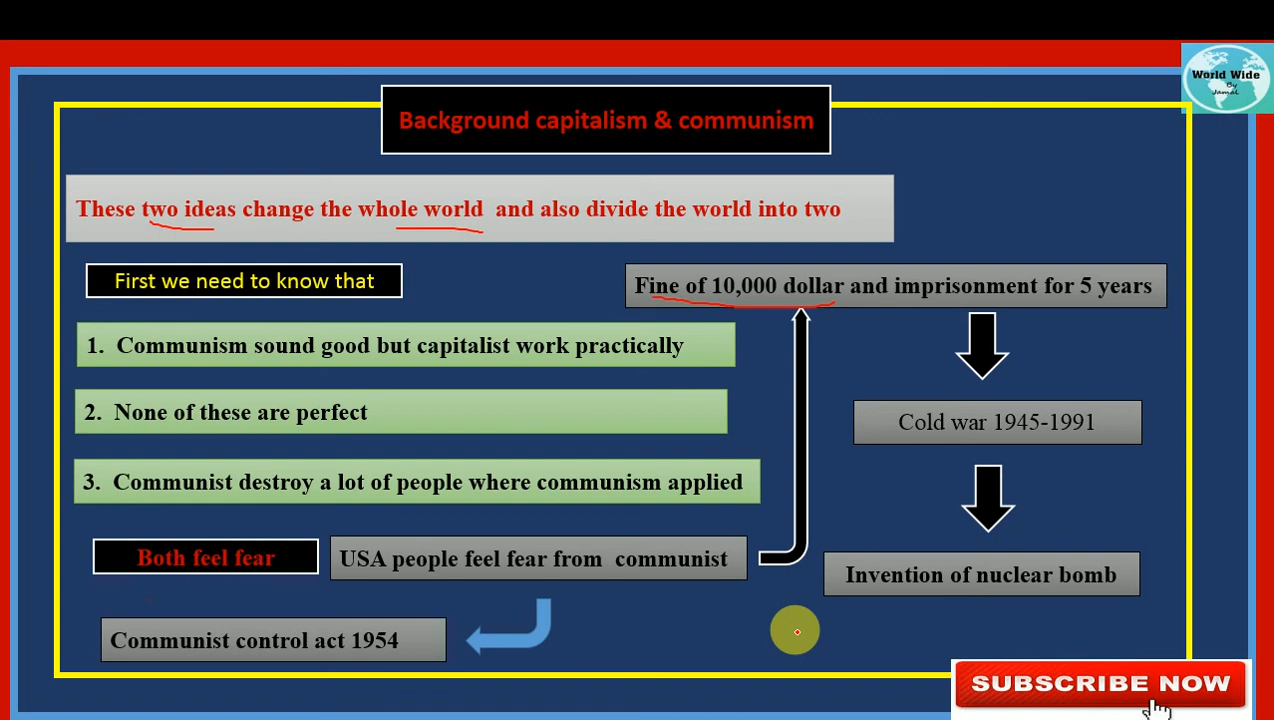 World Wide
By
Jamal
Background capitalism & communism
These two ideas change the whole world and also divide the world into two
First we need to know that
Fine of 10,000 dollar and imprisonment for 5 years
1. Communism sound good but capitalist work practically
2. None of these are perfect
Cold war 1945-1991
3. Communist destroy a lot of people where communism applied
Both feel fear
USA people feel fear from communist
Invention of nuclear bomb
Communist control act 1954
SUBSCRIBE NOW